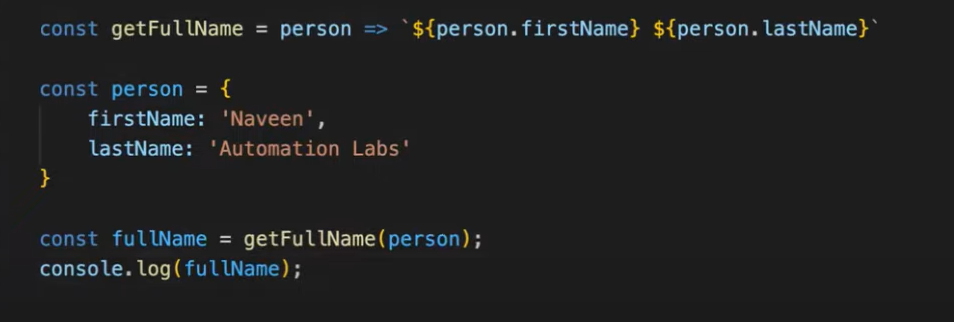 const getFullName = person => `${person.firstName} ${person.lastName}`
const person = {
    firstName: 'Naveen',
    lastName: 'Automation Labs'
}
const fullName = getFullName(person);
console.log(fullName);